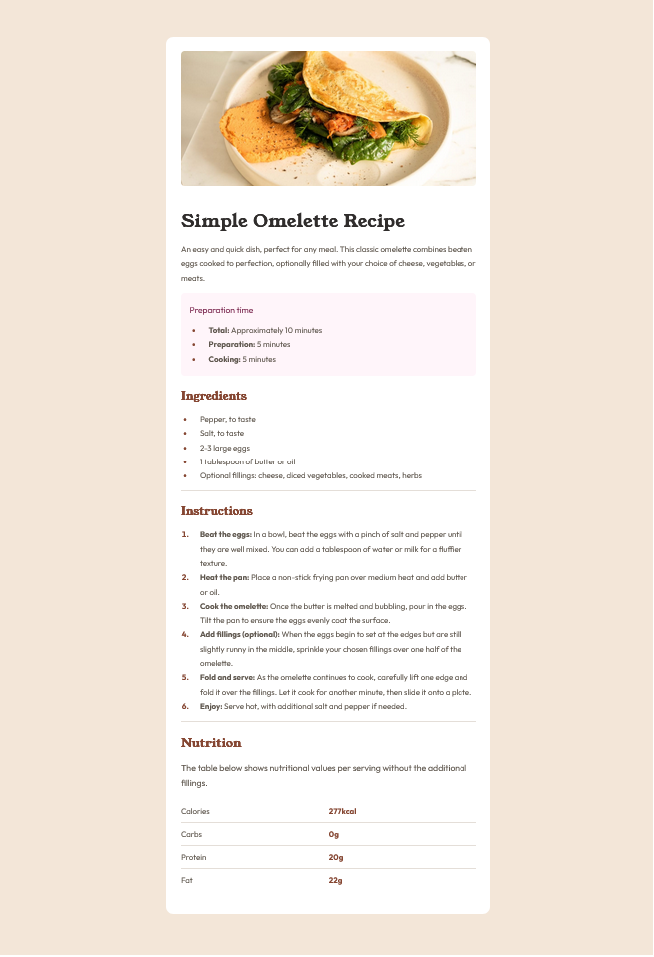 Simple Omelette Recipe
An easy and quick dish, perfect for any meal. This classic omelette combines beaten
eggs cooked to perfection, optionally filled with your choice of cheese, vegetables, or
meats.
Preparation time
• Total: Approximately 10 minutes
• Preparation: 5 minutes
• Cooking: 5 minutes
Ingredients
• Pepper, to taste
• Salt, to taste
• 2-3 large eggs
• 1 tablespoon of butter or oil
• Optional fillings: cheese, diced vegetables, cooked meats, herbs
Instructions
1. Beat the eggs: In a bowl, beat the eggs with a pinch of salt and pepper until
they are well mixed. You can add a tablespoon of water or milk for a fluffier
texture.
2. Heat the pan: Place a non-stick frying pan over medium heat and add butter
or oil.
3. Cook the omelette: Once the butter is melted and bubbling, pour in the eggs.
Tilt the pan to ensure the eggs evenly coat the surface.
4. Add fillings (optional): When the eggs begin to set at the edges but are still
slightly runny in the middle, sprinkle your chosen fillings over one half of the
omelette.
5. Fold and serve: As the omelette continues to cook, carefully lift one edge and
fold it over the fillings. Let it cook for another minute, then slide it onto a plate.
6. Enjoy: Serve hot, with additional salt and pepper if needed.
Nutrition
The table below shows nutritional values per serving without the additional
fillings.
Calories 277kcal
Carbs 0g
Protein 20g
Fat 22g